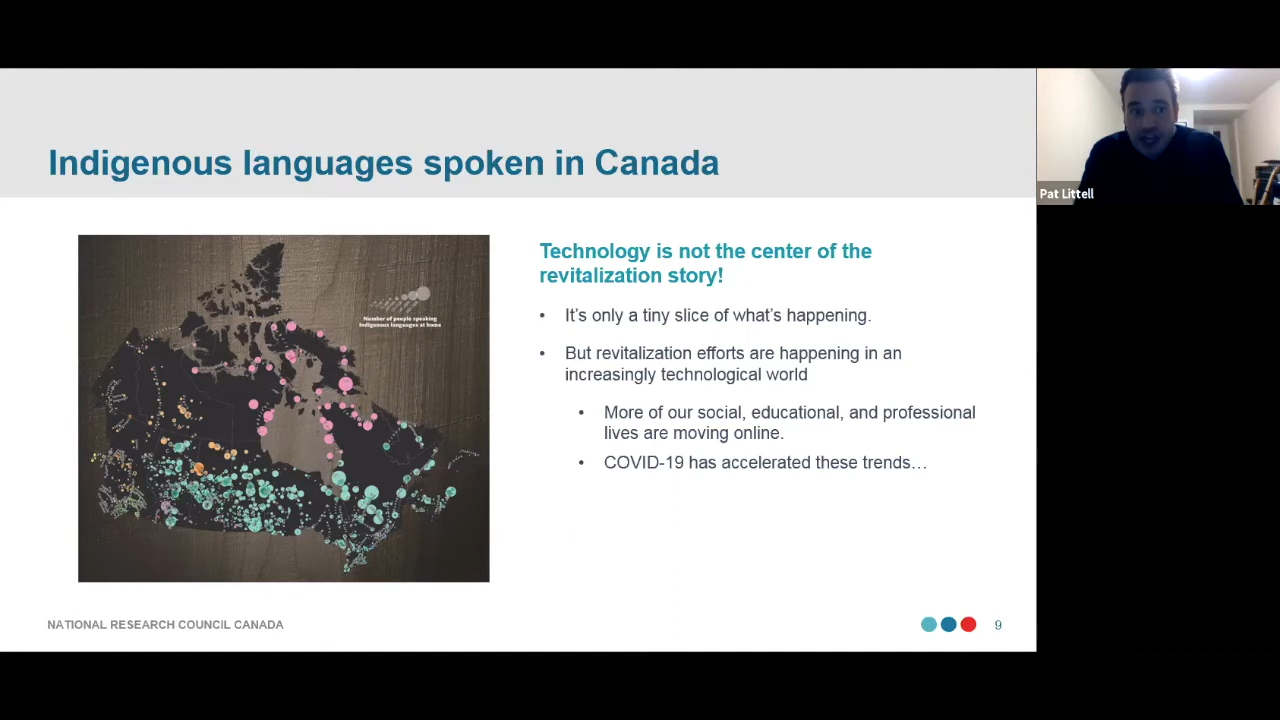 Indigenous languages spoken in Canada
Pat Littell
Number of people speaking
Indigenous languages at home
Technology is not the center of the
revitalization story!
• It's only a tiny slice of what's happening.
• But revitalization efforts are happening in an
increasingly technological world
• More of our social, educational, and professional
lives are moving online.
• COVID-19 has accelerated these trends…
NATIONAL RESEARCH COUNCIL CANADA
9